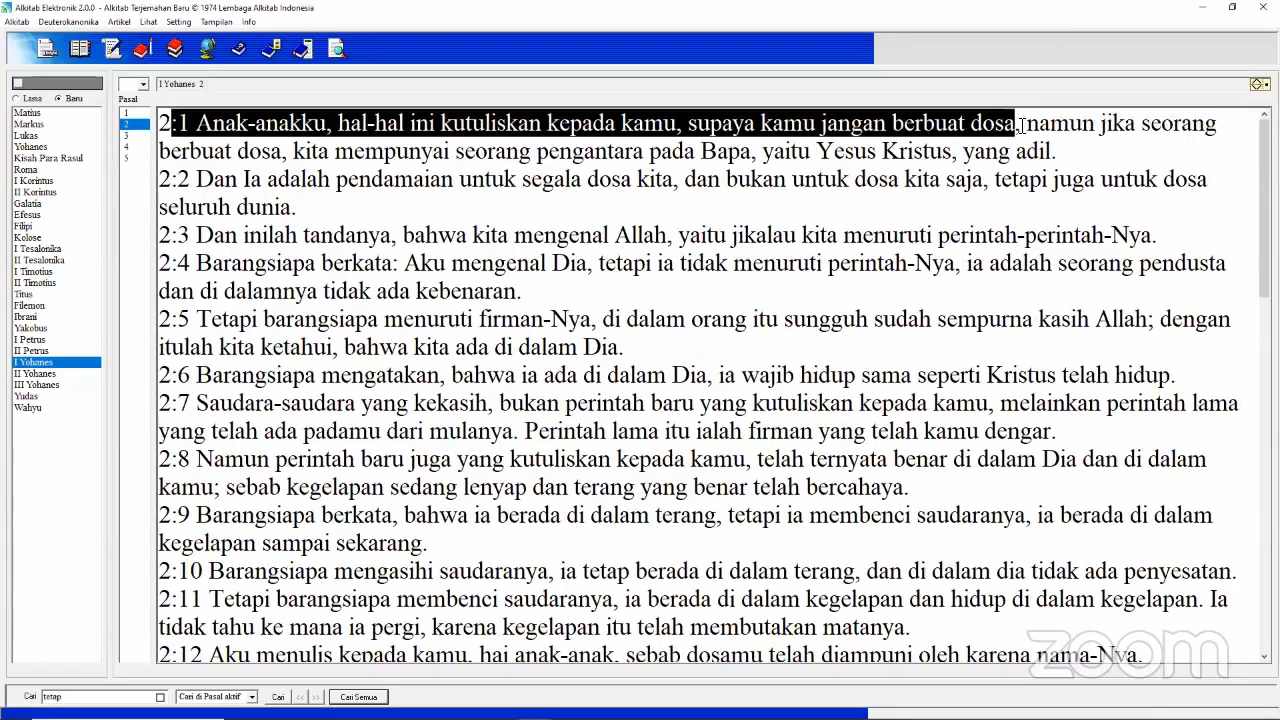 Alkitab Elektronik 2.0.0 - Alkitab Terjemahan Baru © 1974 Lembaga Alkitab Indonesia
Alkitab Deuterokanonika Artikel Lihat Setting Tampilan Info
I Yohanes 2
Lama Baru Pasal
Matius
Markus
Lukas
Yohanes
Kisah Para Rasul
Roma
I Korintus
II Korintus
Galatia
Efesus
Filipi
Kolose
I Tesalonika
II Tesalonika
I Timotius
II Timotius
Titus
Filemon
Ibrani
Yakobus
I Petrus
II Petrus
I Yohanes
II Yohanes
III Yohanes
Yudas
Wahyu
1
2
3
4
5
2:1 Anak-anakku, hal-hal ini kutuliskan kepada kamu, supaya kamu jangan berbuat dosa, namun jika seorang
berbuat dosa, kita mempunyai seorang pengantara pada Bapa, yaitu Yesus Kristus, yang adil.
2:2 Dan Ia adalah pendamaian untuk segala dosa kita, dan bukan untuk dosa kita saja, tetapi juga untuk dosa
seluruh dunia.
2:3 Dan inilah tandanya, bahwa kita mengenal Allah, yaitu jikalau kita menuruti perintah-perintah-Nya.
2:4 Barangsiapa berkata: Aku mengenal Dia, tetapi ia tidak menuruti perintah-Nya, ia adalah seorang pendusta
dan di dalamnya tidak ada kebenaran.
2:5 Tetapi barangsiapa menuruti firman-Nya, di dalam orang itu sungguh sudah sempurna kasih Allah; dengan
itulah kita ketahui, bahwa kita ada di dalam Dia.
2:6 Barangsiapa mengatakan, bahwa ia ada di dalam Dia, ia wajib hidup sama seperti Kristus telah hidup.
2:7 Saudara-saudara yang kekasih, bukan perintah baru yang kutuliskan kepada kamu, melainkan perintah lama
yang telah ada padamu dari mulanya. Perintah lama itu ialah firman yang telah kamu dengar.
2:8 Namun perintah baru juga yang kutuliskan kepada kamu, telah ternyata benar di dalam Dia dan di dalam
kamu; sebab kegelapan sedang lenyap dan terang yang benar telah bercahaya.
2:9 Barangsiapa berkata, bahwa ia berada di dalam terang, tetapi ia membenci saudaranya, ia berada di dalam
kegelapan sampai sekarang.
2:10 Barangsiapa mengasihi saudaranya, ia tetap berada di dalam terang, dan di dalam dia tidak ada penyesatan.
2:11 Tetapi barangsiapa membenci saudaranya, ia berada di dalam kegelapan dan hidup di dalam kegelapan. Ia
tidak tahu ke mana ia pergi, karena kegelapan itu telah membutakan matanya.
2:12 Aku menulis kepada kamu, hai anak-anak, sebab dosamu telah diampuni oleh karena nama-Nya.
zoom
Cari tetap Cari di Pasal aktif Cari << >> Cari Semua